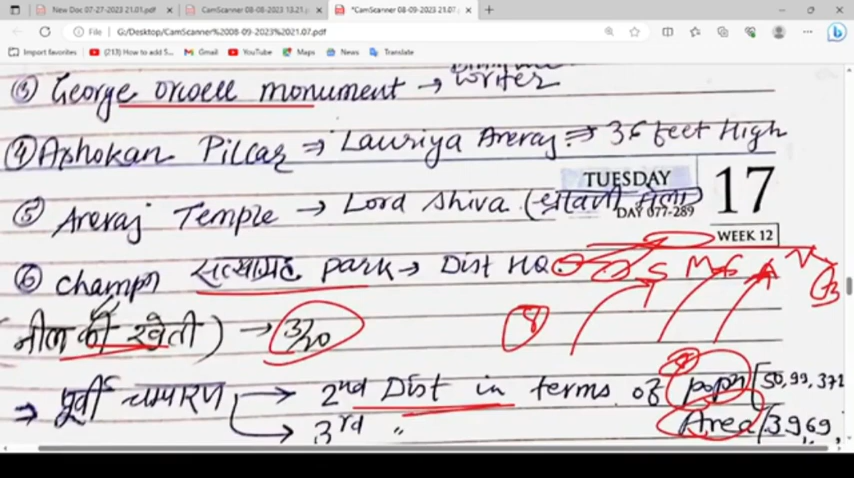 New Doc 07-27-2023 21.01.pdf
CamScanner 08-08-2023 13.21.p
*CamScanner 08-09-2023 21.07.p
File
G:/Desktop/CamScanner%2008-09-2023%2021.07.pdf
Import favorites
(213) How to add S...
Gmail
YouTube
Maps
News
Translate
③ George orwell monument → writer
④ Ashokan Pillar ⇒ Lauriya Areraj ⇒ 36 feet High
TUESDAY
17
⑤ Areraj Temple → Lord Shiva (श्रावणी मेला)
DAY 077-289
WEEK 12
⑥ Champn सत्याग्रह park → Dist HQ
S M
(नील की खेती) → 3/20
8
⇒ पूर्वी चम्पारण → 2nd Dist in terms of popn / 50,99,371
→ 3rd " Area / 3969